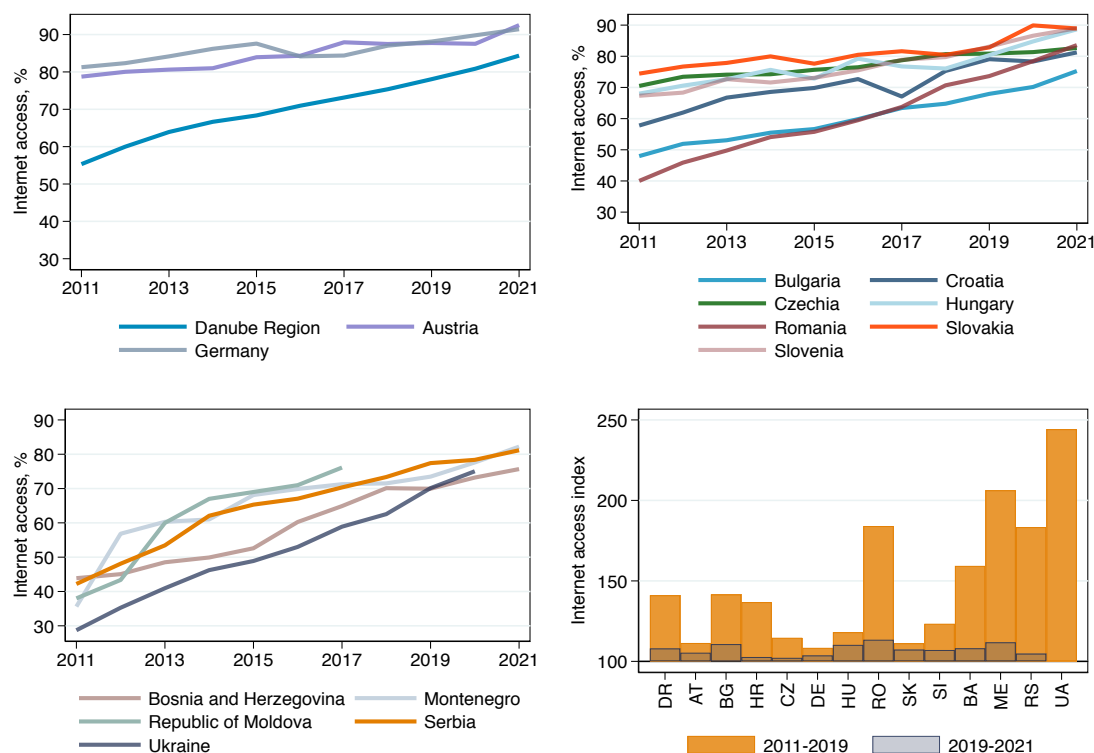 Internet access, %
90
80
70
60
50
40
30
2011 2013 2015 2017 2019 2021
Danube Region Austria
Germany
Internet access, %
90
80
70
60
50
40
30
2011 2013 2015 2017 2019 2021
Bulgaria Croatia
Czechia Hungary
Romania Slovakia
Slovenia
Internet access, %
90
80
70
60
50
40
30
2011 2013 2015 2017 2019 2021
Bosnia and Herzegovina Montenegro
Republic of Moldova Serbia
Ukraine
Internet access index
250
200
150
100
DR AT BG HR CZ DE HU RO SK SI BA ME RS UA
2011-2019 2019-2021